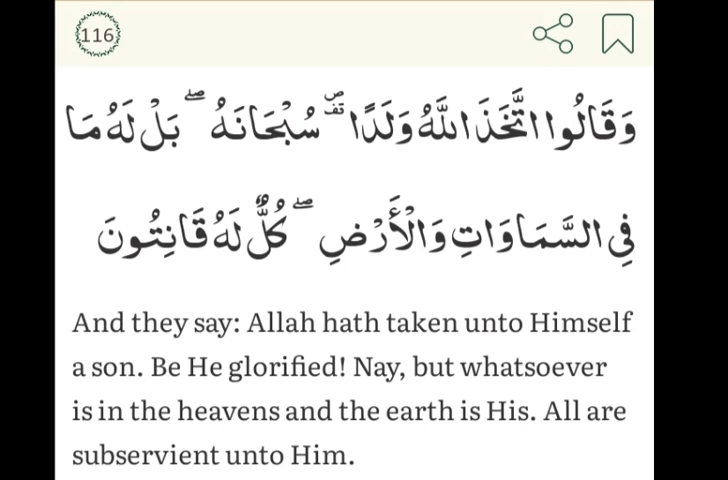 116
وَقَالُوا اتَّخَذَ اللَّهُ وَلَدًا ۗ سُبْحَانَهُ ۖ بَلْ لَهُ مَا
فِي السَّمَاوَاتِ وَالْأَرْضِ ۖ كُلٌّ لَهُ قَانِتُونَ
And they say: Allah hath taken unto Himself
a son. Be He glorified! Nay, but whatsoever
is in the heavens and the earth is His. All are
subservient unto Him.